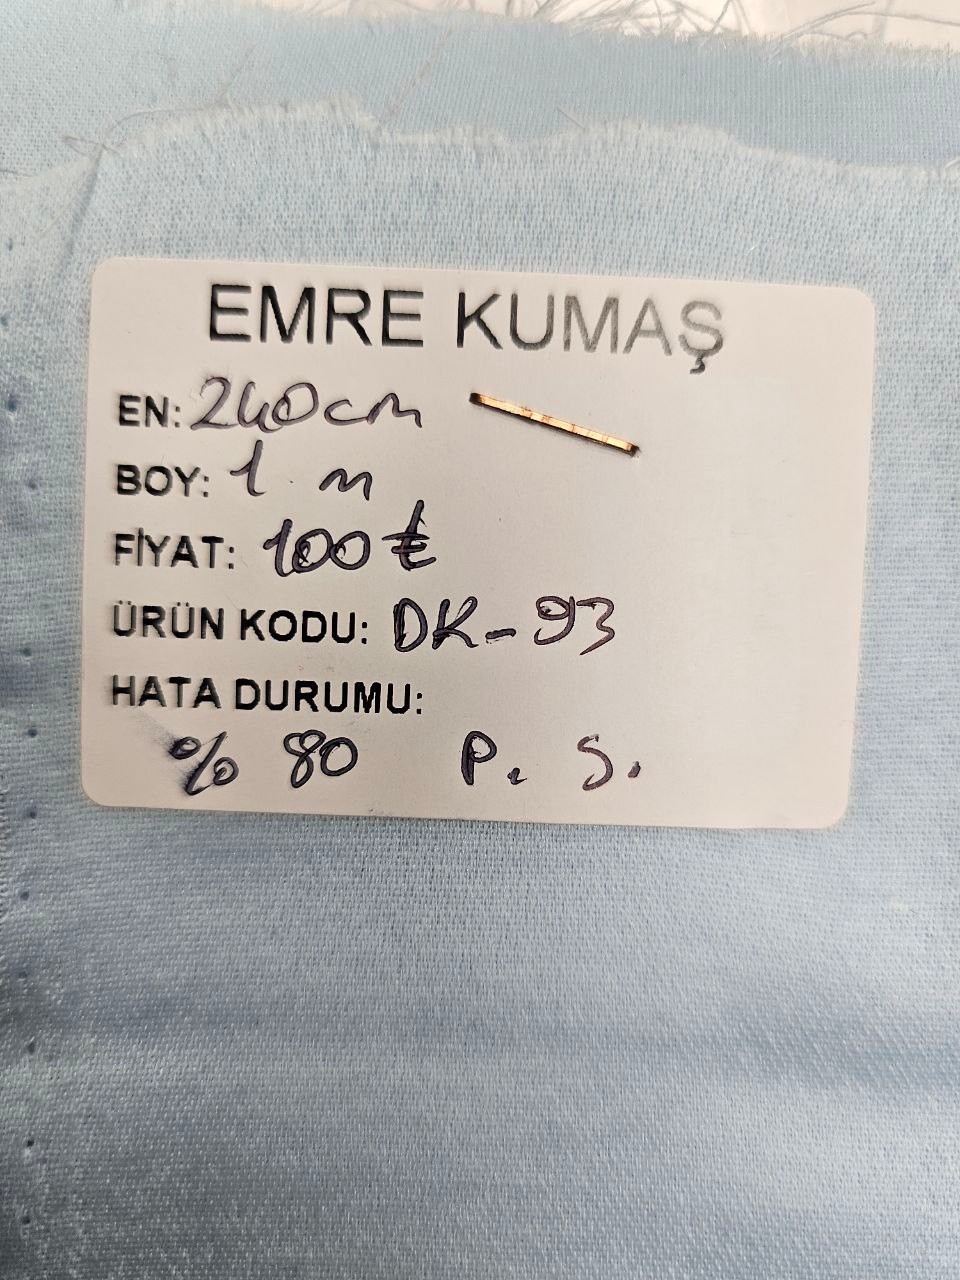 EMRE KUMAŞ
EN: 240cm
BOY: 1 m
FİYAT: 100 ₺
ÜRÜN KODU: DK-93
HATA DURUMU:
% 80 P. S.